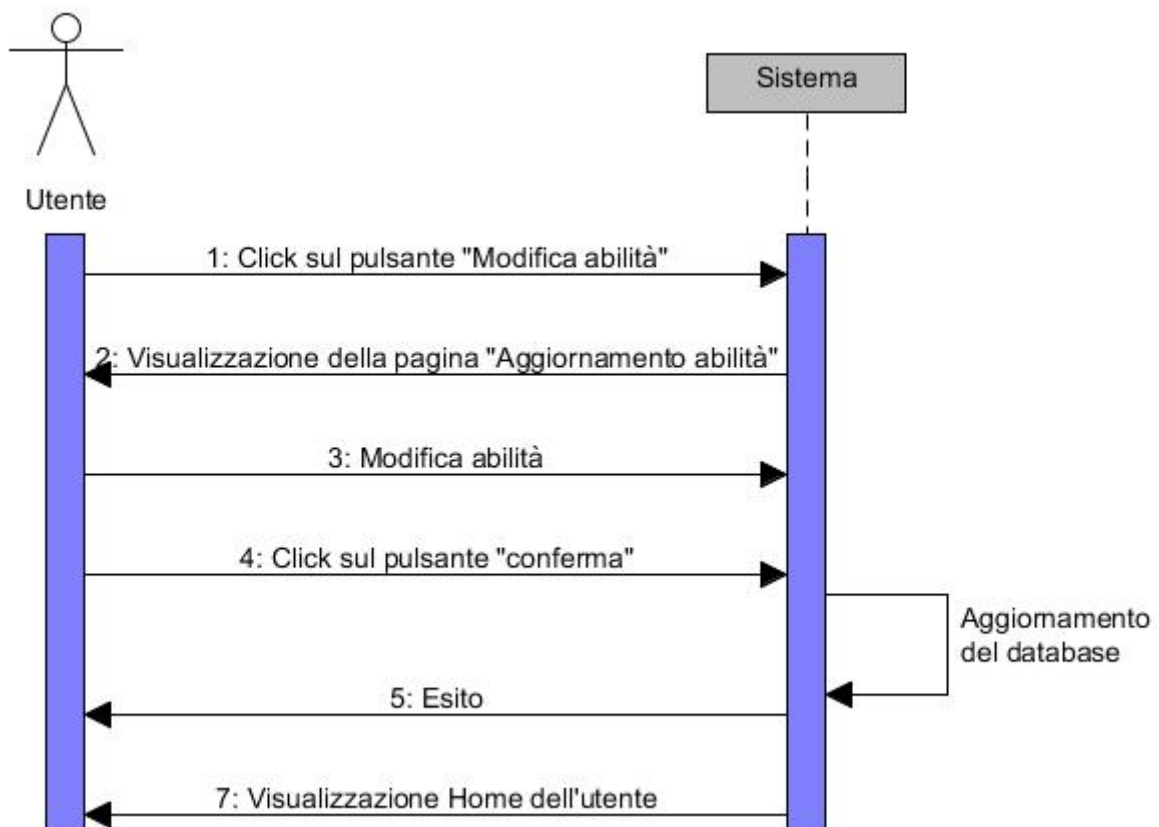 Sistema
Utente
1: Click sul pulsante "Modifica abilità"
2: Visualizzazione della pagina "Aggiornamento abilità"
3: Modifica abilità
4: Click sul pulsante "conferma"
Aggiornamento
del database
5: Esito
7: Visualizzazione Home dell'utente